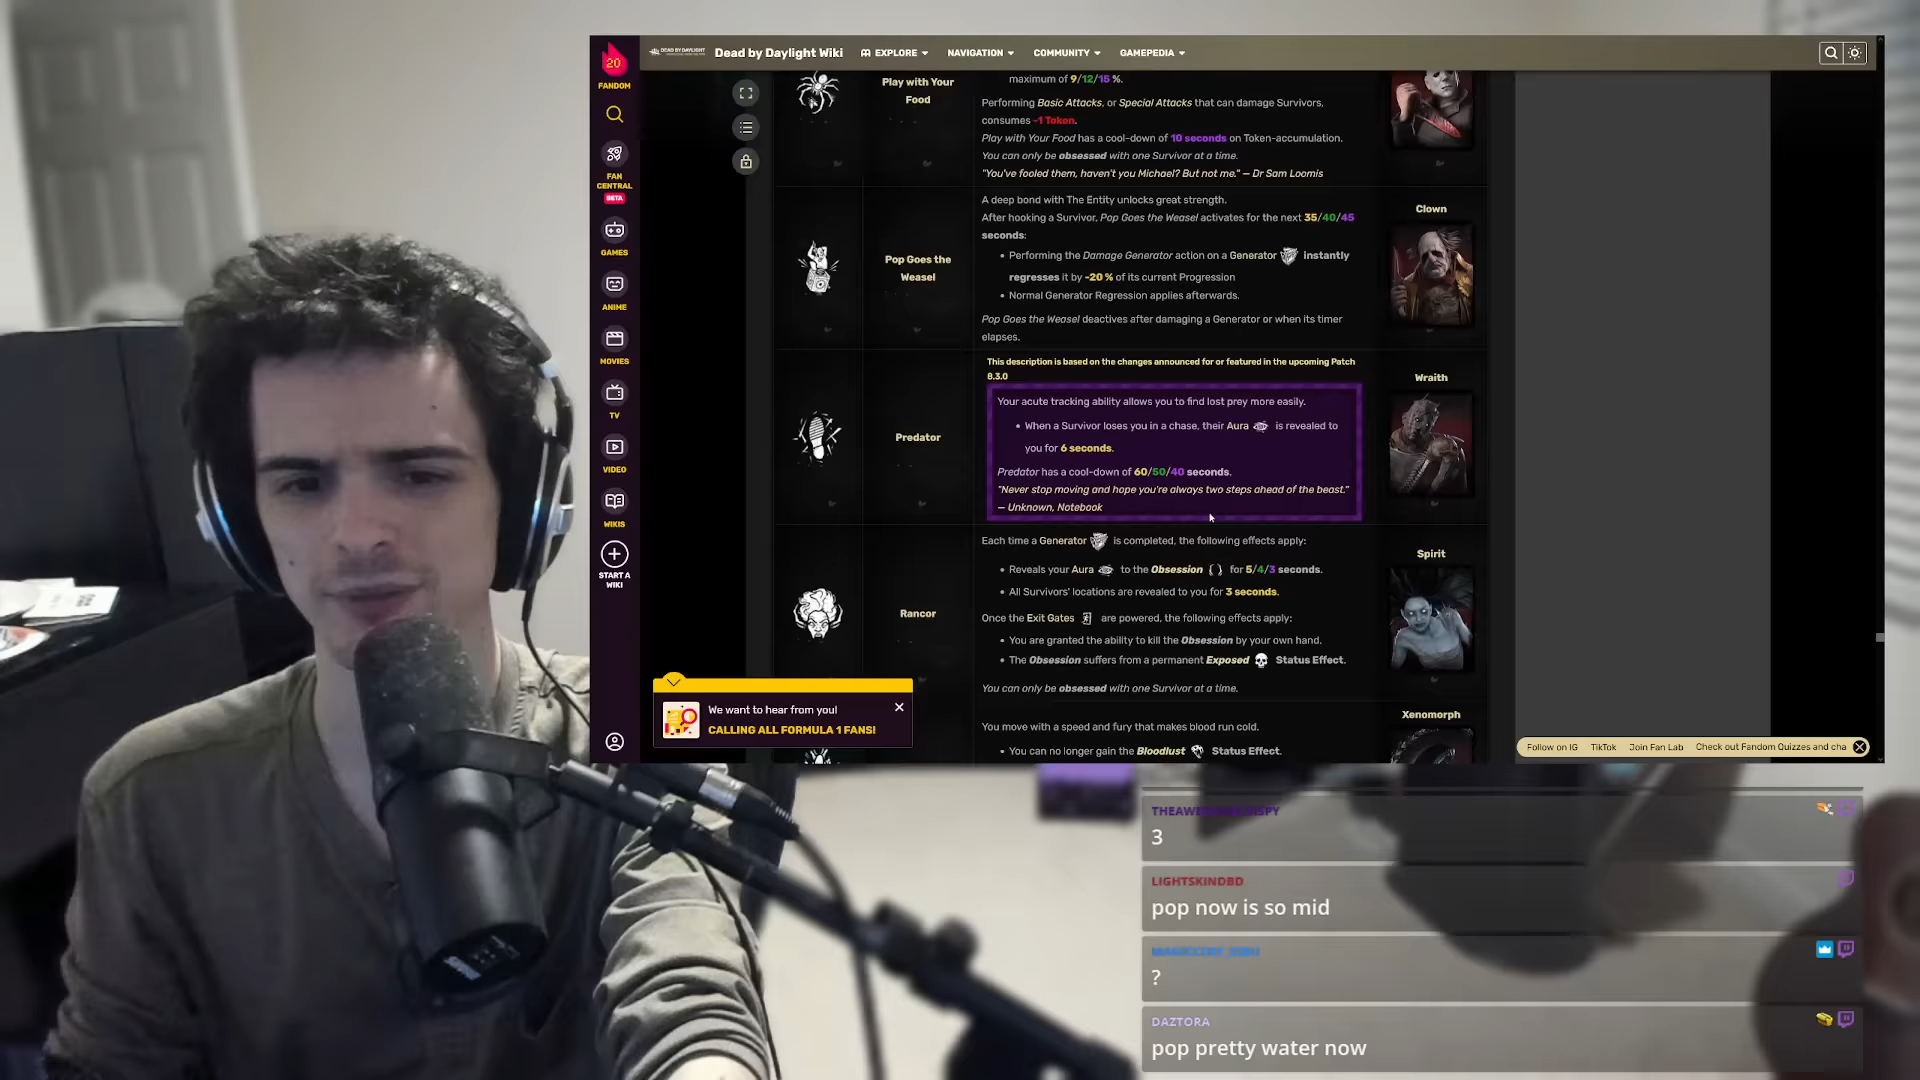 20
FANDOM
FAN
CENTRAL
BETA
GAMES
ANIME
MOVIES
TV
VIDEO
WIKIS
START A
WIKI
DEAD BY DAYLIGHT
Dead by Daylight Wiki
EXPLORE
NAVIGATION
COMMUNITY
GAMEPEDIA
Play with Your
Food
maximum of 9/12/15 %.
Performing Basic Attacks, or Special Attacks that can damage Survivors,
consumes -1 Token.
Play with Your Food has a cool-down of 10 seconds on Token-accumulation.
You can only be obsessed with one Survivor at a time.
"You've fooled them, haven't you Michael? But not me." — Dr Sam Loomis
Pop Goes the
Weasel
A deep bond with The Entity unlocks great strength.
After hooking a Survivor, Pop Goes the Weasel activates for the next 35/40/45
seconds:
• Performing the Damage Generator action on a Generator instantly
regresses it by -20 % of its current Progression
• Normal Generator Regression applies afterwards.
Pop Goes the Weasel deactives after damaging a Generator or when its timer
elapses.
Clown
Predator
This description is based on the changes announced for or featured in the upcoming Patch
8.3.0
Your acute tracking ability allows you to find lost prey more easily.
• When a Survivor loses you in a chase, their Aura is revealed to
you for 6 seconds.
Predator has a cool-down of 60/50/40 seconds.
"Never stop moving and hope you're always two steps ahead of the beast."
— Unknown, Notebook
Wraith
Rancor
Each time a Generator is completed, the following effects apply:
• Reveals your Aura to the Obsession for 5/4/3 seconds.
• All Survivors' locations are revealed to you for 3 seconds.
Once the Exit Gates are powered, the following effects apply:
• You are granted the ability to kill the Obsession by your own hand.
• The Obsession suffers from a permanent Exposed Status Effect.
You can only be obsessed with one Survivor at a time.
Spirit
You move with a speed and fury that makes blood run cold.
• You can no longer gain the Bloodlust Status Effect.
Xenomorph
We want to hear from you!
CALLING ALL FORMULA 1 FANS!
Follow on IG
TikTok
Join Fan Lab
Check out Fandom Quizzes and cha
3
LIGHTSKINDBD
pop now is so mid
?
DAZTORA
pop pretty water now